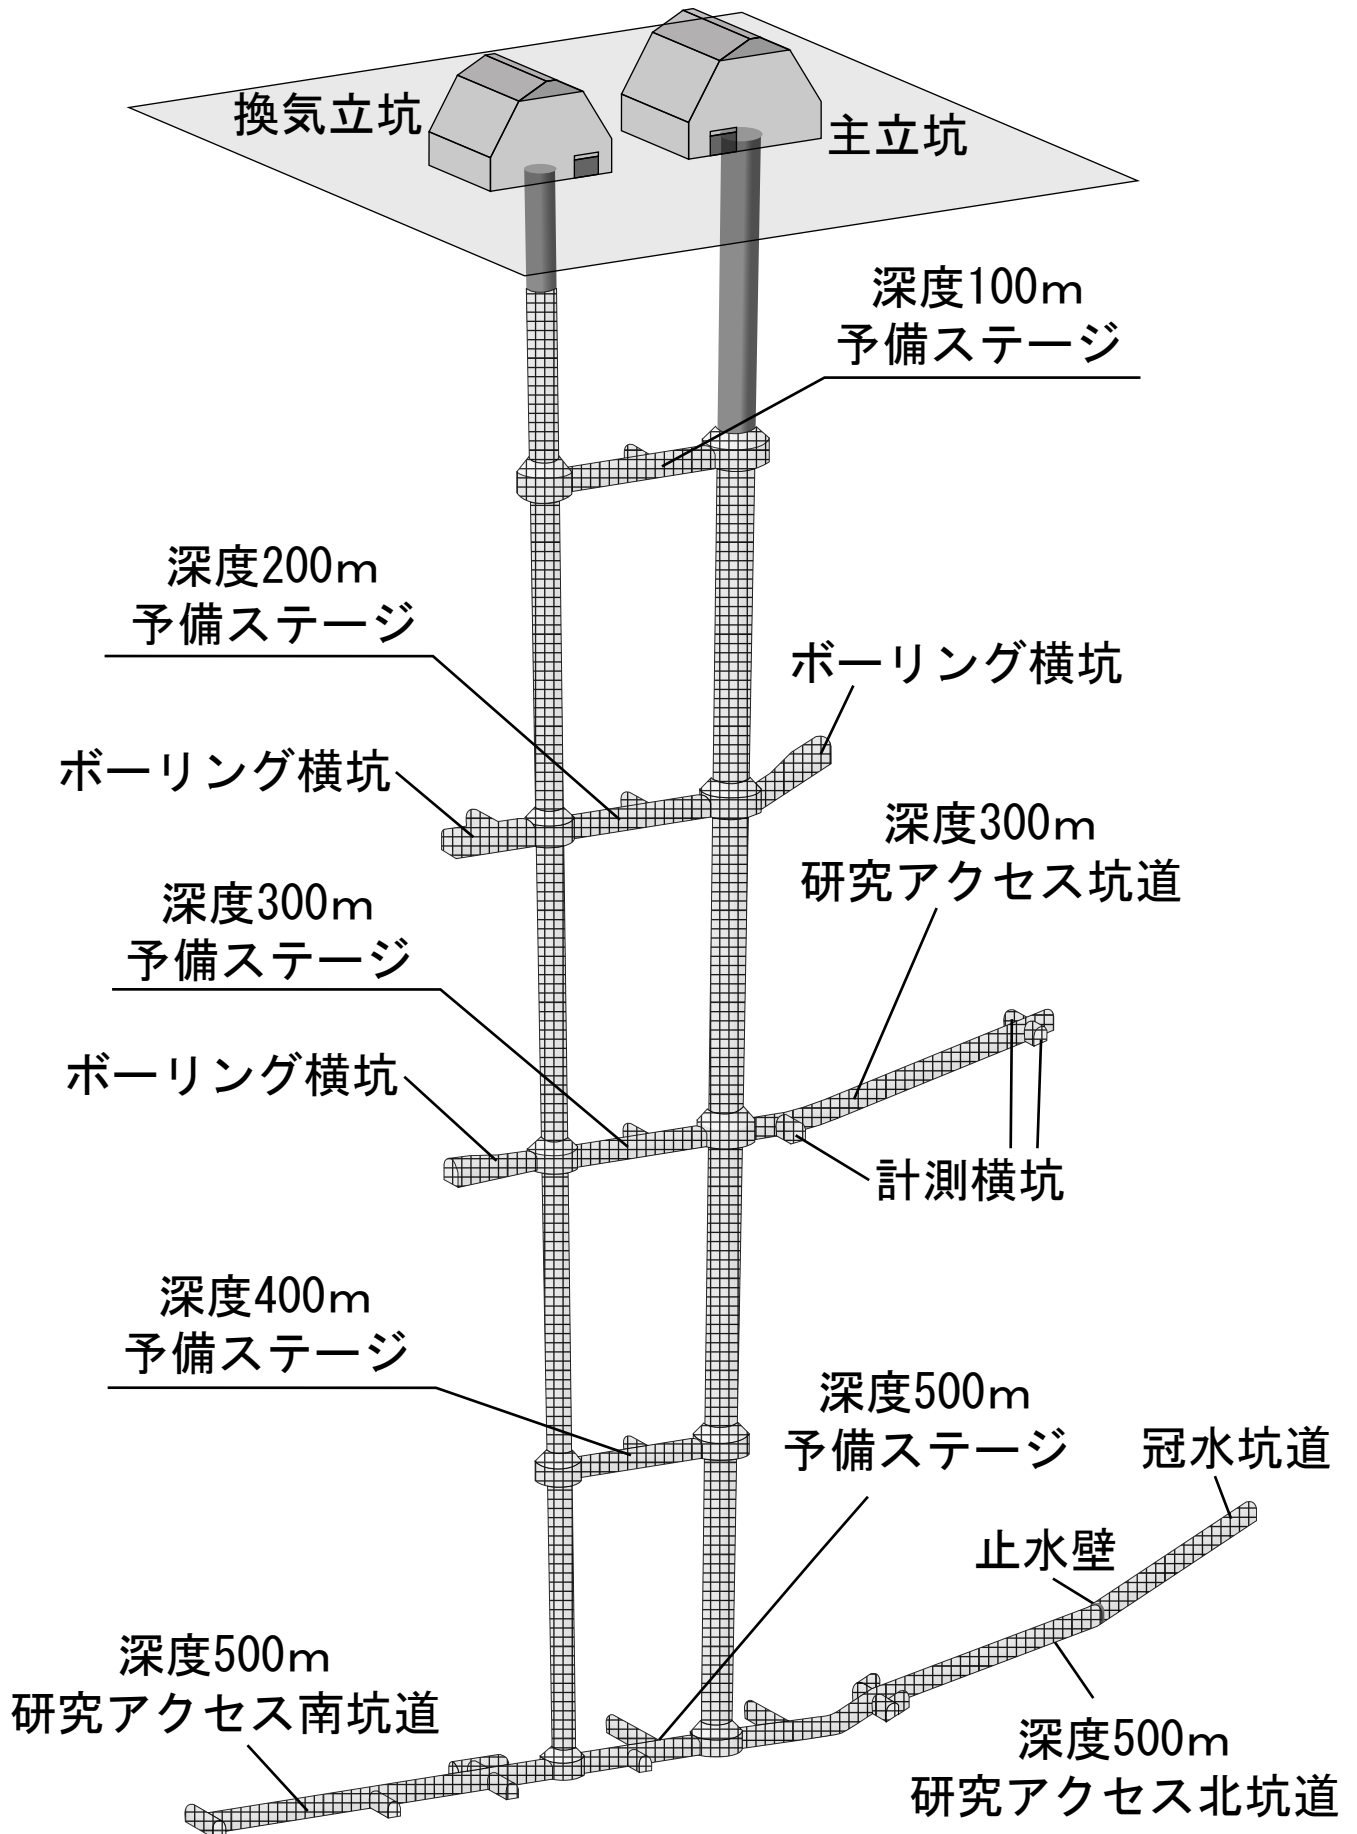 換気立坑
主立坑
深度100m
予備ステージ
深度200m
予備ステージ
ボーリング横坑
ボーリング横坑
深度300m
研究アクセス坑道
深度300m
予備ステージ
ボーリング横坑
計測横坑
深度400m
予備ステージ
深度500m
予備ステージ
冠水坑道
止水壁
深度500m
研究アクセス南坑道
深度500m
研究アクセス北坑道